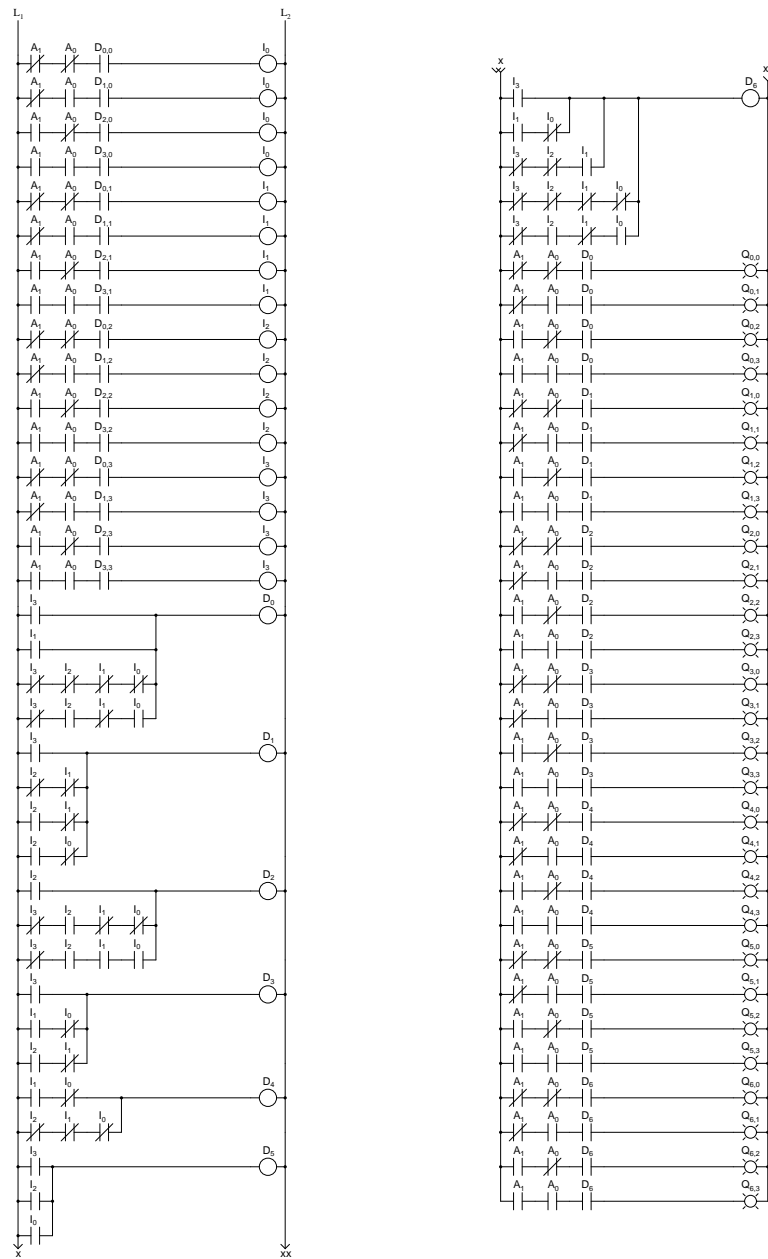 L₁ L₂
A₁ A₀ D₀,₀ I₀
A₁ A₀ D₁,₀ I₀
A₁ A₀ D₂,₀ I₀
A₁ A₀ D₃,₀ I₀
A₁ A₀ D₀,₁ I₁
A₁ A₀ D₁,₁ I₁
A₁ A₀ D₂,₁ I₁
A₁ A₀ D₃,₁ I₁
A₁ A₀ D₀,₂ I₂
A₁ A₀ D₁,₂ I₂
A₁ A₀ D₂,₂ I₂
A₁ A₀ D₃,₂ I₂
A₁ A₀ D₀,₃ I₃
A₁ A₀ D₁,₃ I₃
A₁ A₀ D₂,₃ I₃
A₁ A₀ D₃,₃ I₃
I₃ D₀
I₁
I₃ I₂ I₁ I₀
I₃ I₂ I₁ I₀
I₃ D₁
I₂ I₁
I₂ I₁
I₂ I₀
I₂ D₂
I₃ I₂ I₁ I₀
I₃ I₂ I₁ I₀
I₃ D₃
I₁ I₀
I₂ I₁
I₁ I₀ D₄
I₂ I₁ I₀
I₃ D₅
I₂
I₀
x xx
x x
I₃ D₆
I₁ I₀
I₃ I₂ I₁
I₃ I₂ I₁ I₀
I₃ I₂ I₁ I₀
A₁ A₀ D₀ Q₀,₀
A₁ A₀ D₀ Q₀,₁
A₁ A₀ D₀ Q₀,₂
A₁ A₀ D₀ Q₀,₃
A₁ A₀ D₁ Q₁,₀
A₁ A₀ D₁ Q₁,₁
A₁ A₀ D₁ Q₁,₂
A₁ A₀ D₁ Q₁,₃
A₁ A₀ D₂ Q₂,₀
A₁ A₀ D₂ Q₂,₁
A₁ A₀ D₂ Q₂,₂
A₁ A₀ D₂ Q₂,₃
A₁ A₀ D₃ Q₃,₀
A₁ A₀ D₃ Q₃,₁
A₁ A₀ D₃ Q₃,₂
A₁ A₀ D₃ Q₃,₃
A₁ A₀ D₄ Q₄,₀
A₁ A₀ D₄ Q₄,₁
A₁ A₀ D₄ Q₄,₂
A₁ A₀ D₄ Q₄,₃
A₁ A₀ D₅ Q₅,₀
A₁ A₀ D₅ Q₅,₁
A₁ A₀ D₅ Q₅,₂
A₁ A₀ D₅ Q₅,₃
A₁ A₀ D₆ Q₆,₀
A₁ A₀ D₆ Q₆,₁
A₁ A₀ D₆ Q₆,₂
A₁ A₀ D₆ Q₆,₃